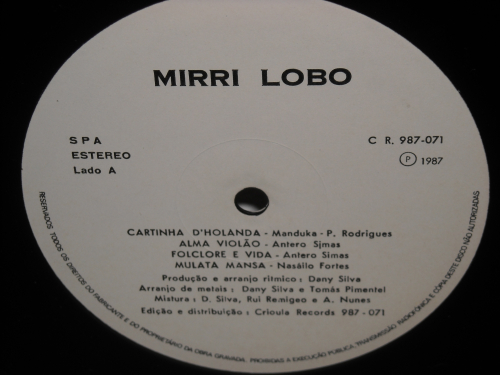 MIRRI LOBO
SPA
ESTEREO
Lado A
C R. 987-071
P 1987
CARTINHA D'HOLANDA - Manduka - P. Rodrigues
ALMA VIOLÃO - Antero Sjmas
FOLCLORE E VIDA - Antero Simas
MULATA MANSA - Nasálio Fortes
Produção e arranjo ritmico : Dany Silva
Arranjo de metais : Dany Silva e Tomás Pimentel
Mistura : D. Silva, Rui Remigeo e A. Nunes
Edição e distribuição : Crioula Records 987 - 071
RESERVADOS TODOS OS DIREITOS DO FABRICANTE E DO PROPRIETÁRIO DA OBRA GRAVADA. PROIBIDAS A EXECUÇÃO PÚBLICA, TRANSMISSÃO RADIOFÓNICA E CÓPIA DESTE DISCO NÃO AUTORIZADAS